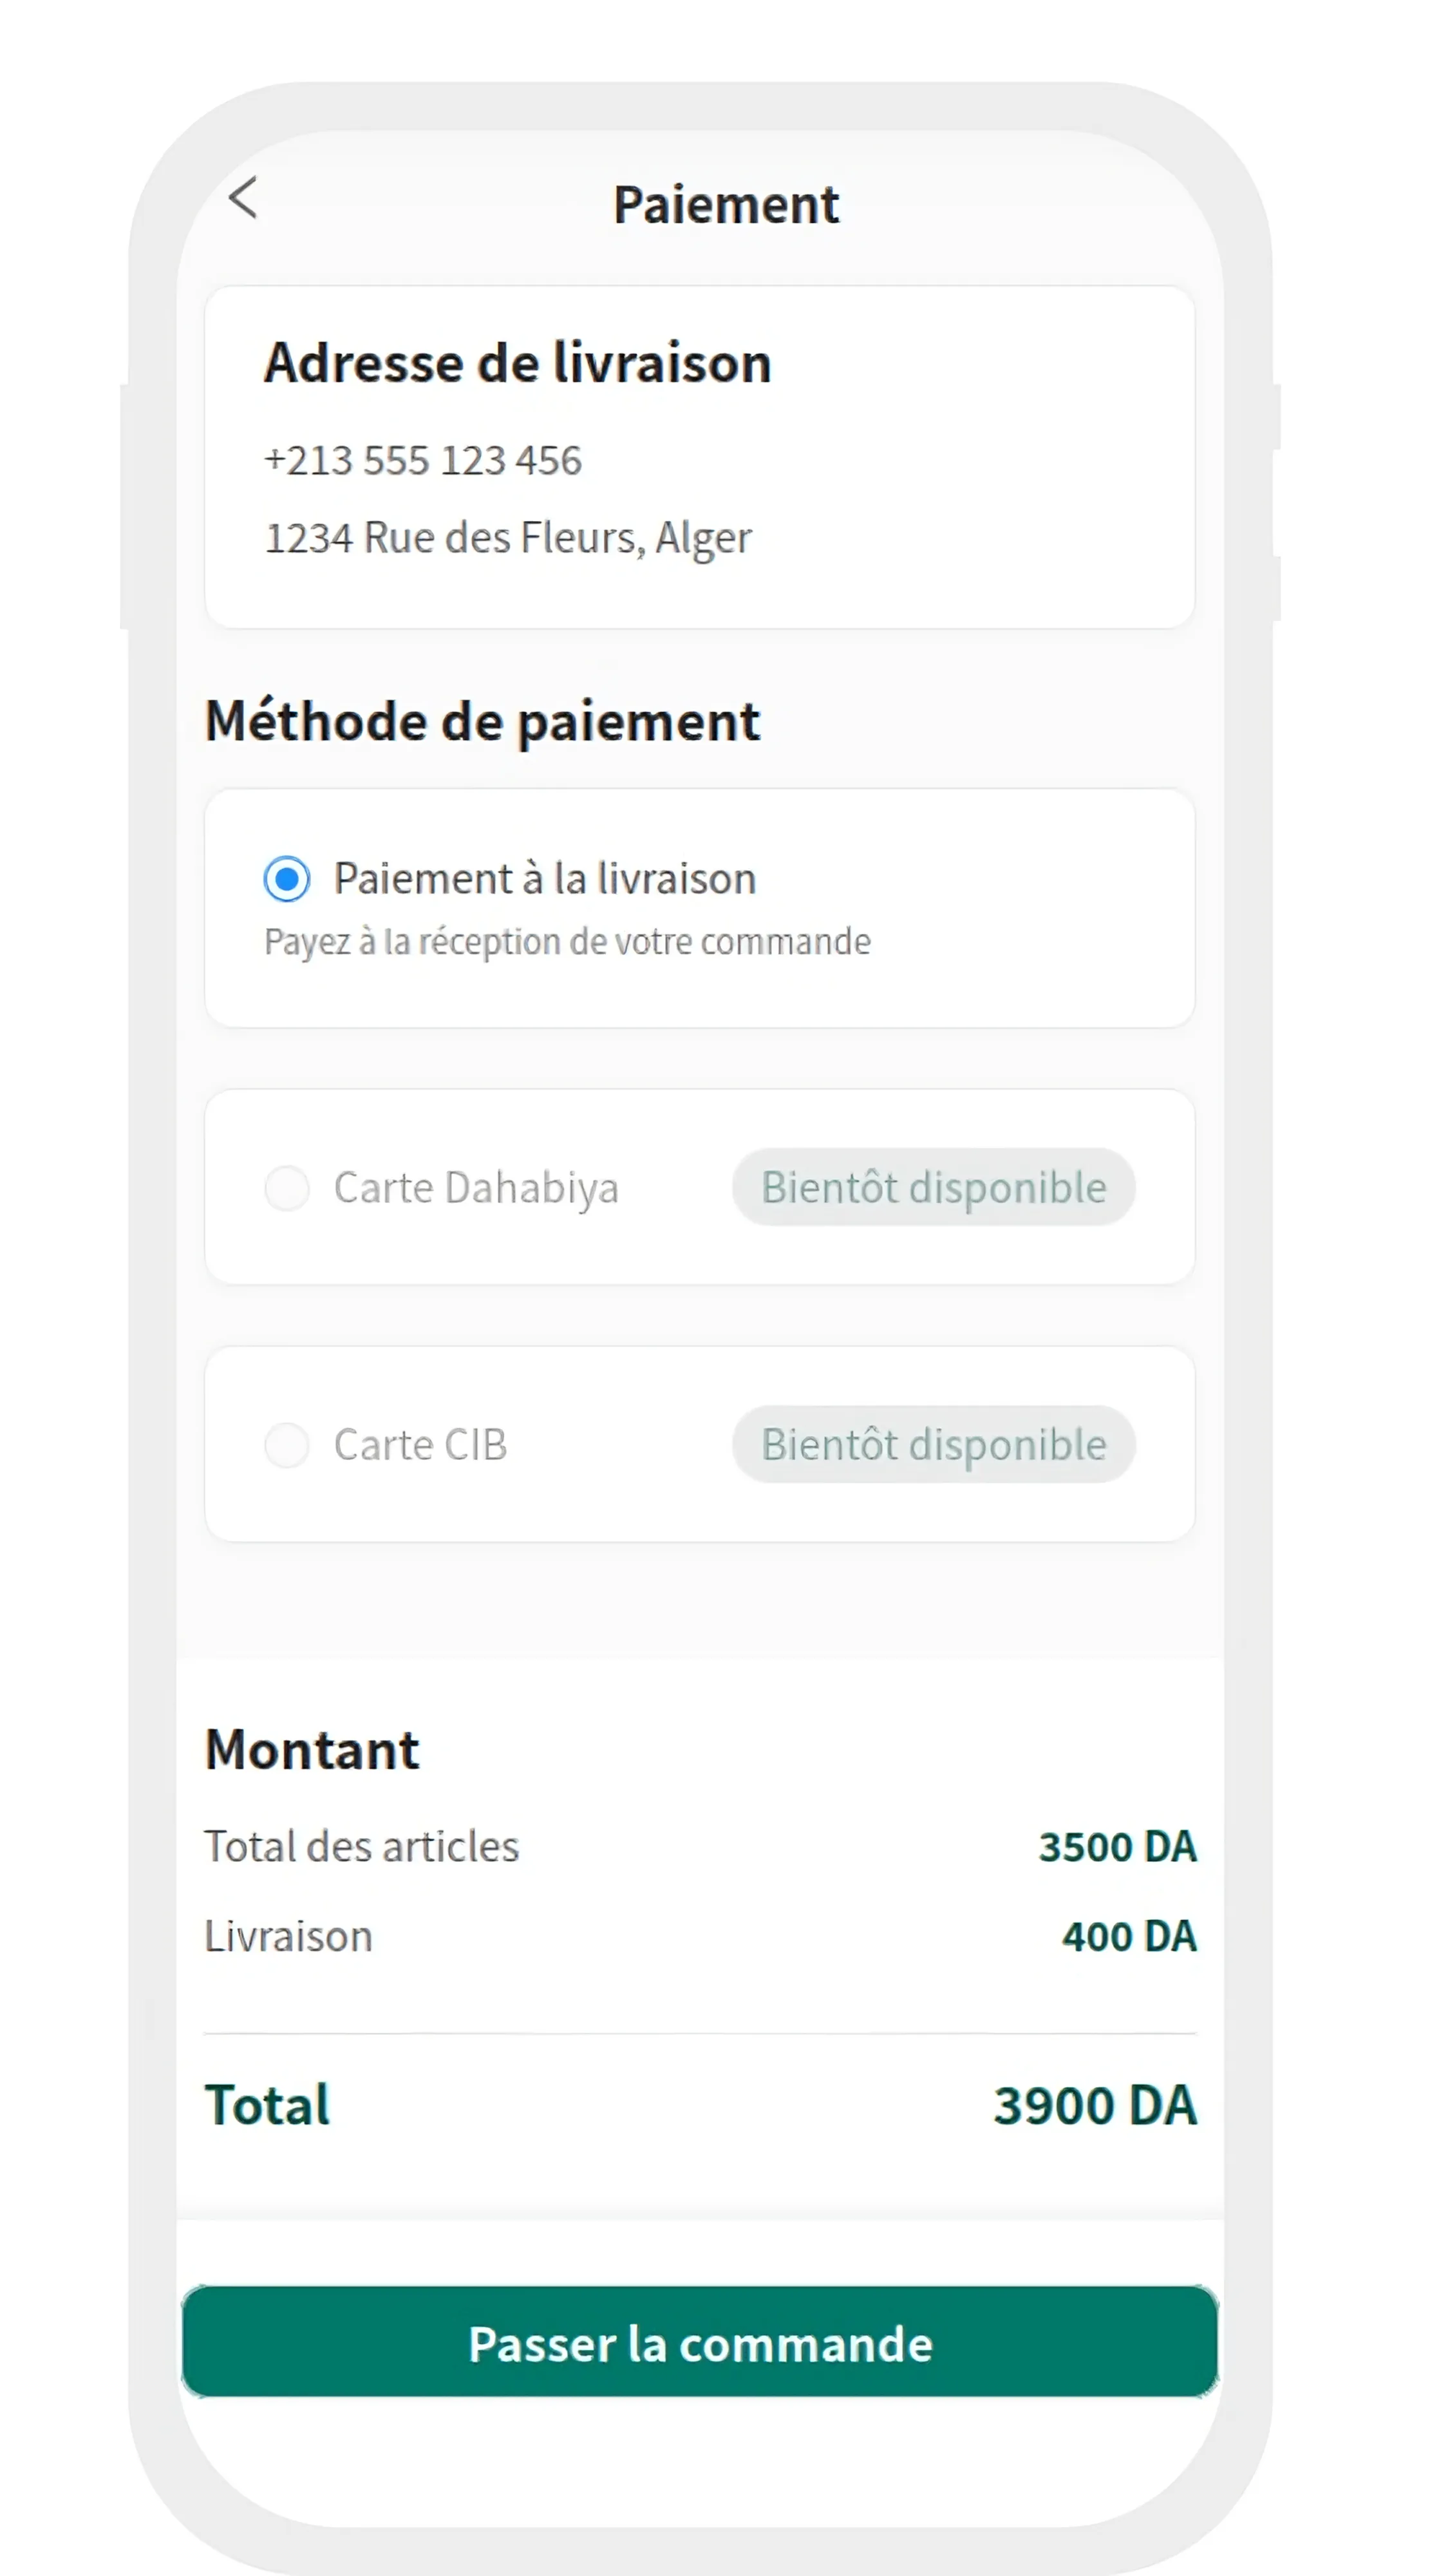 Paiement
Adresse de livraison
+213 555 123 456
1234 Rue des Fleurs, Alger
Méthode de paiement
Paiement à la livraison
Payez à la réception de votre commande
Carte Dahabiya Bientôt disponible
Carte CIB Bientôt disponible
Montant
Total des articles 3500 DA
Livraison 400 DA
Total 3900 DA
Passer la commande